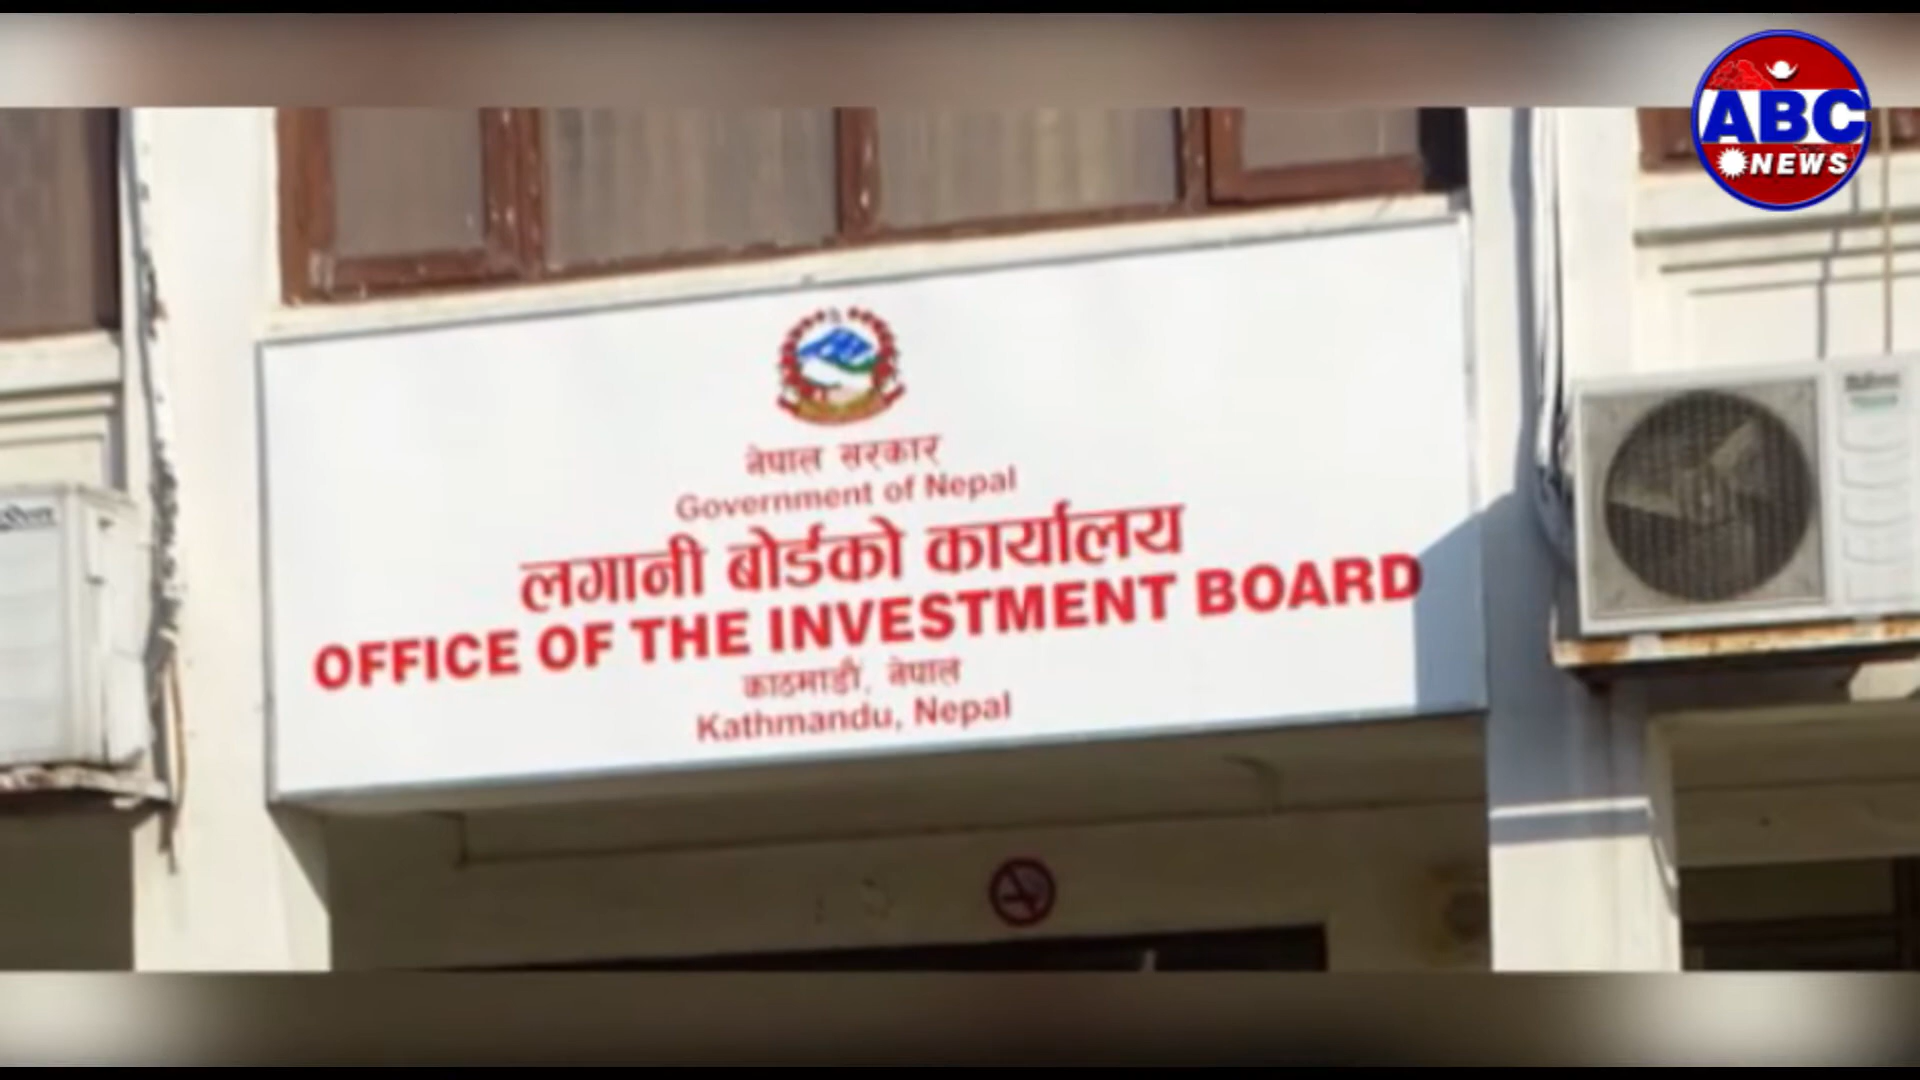 ABC
NEWS
नेपाल सरकार
Government of Nepal
लगानी बोर्डको कार्यालय
OFFICE OF THE INVESTMENT BOARD
काठमाडौं, नेपाल
Kathmandu, Nepal